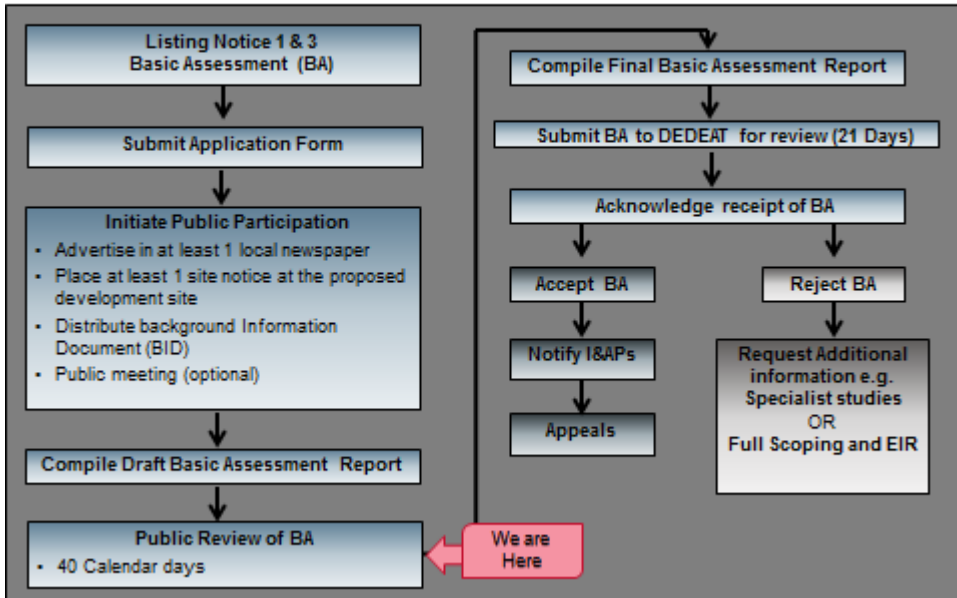 Listing Notice 1 & 3
Basic Assessment (BA)
Submit Application Form
Initiate Public Participation
• Advertise in at least 1 local newspaper
• Place at least 1 site notice at the proposed
development site
• Distribute background Information
Document (BID)
• Public meeting (optional)
Compile Draft Basic Assessment Report
Public Review of BA
• 40 Calendar days
We are
Here
Compile Final Basic Assessment Report
Submit BA to DEDEAT for review (21 Days)
Acknowledge receipt of BA
Accept BA
Notify I&APs
Appeals
Reject BA
Request Additional
information e.g.
Specialist studies
OR
Full Scoping and EIR